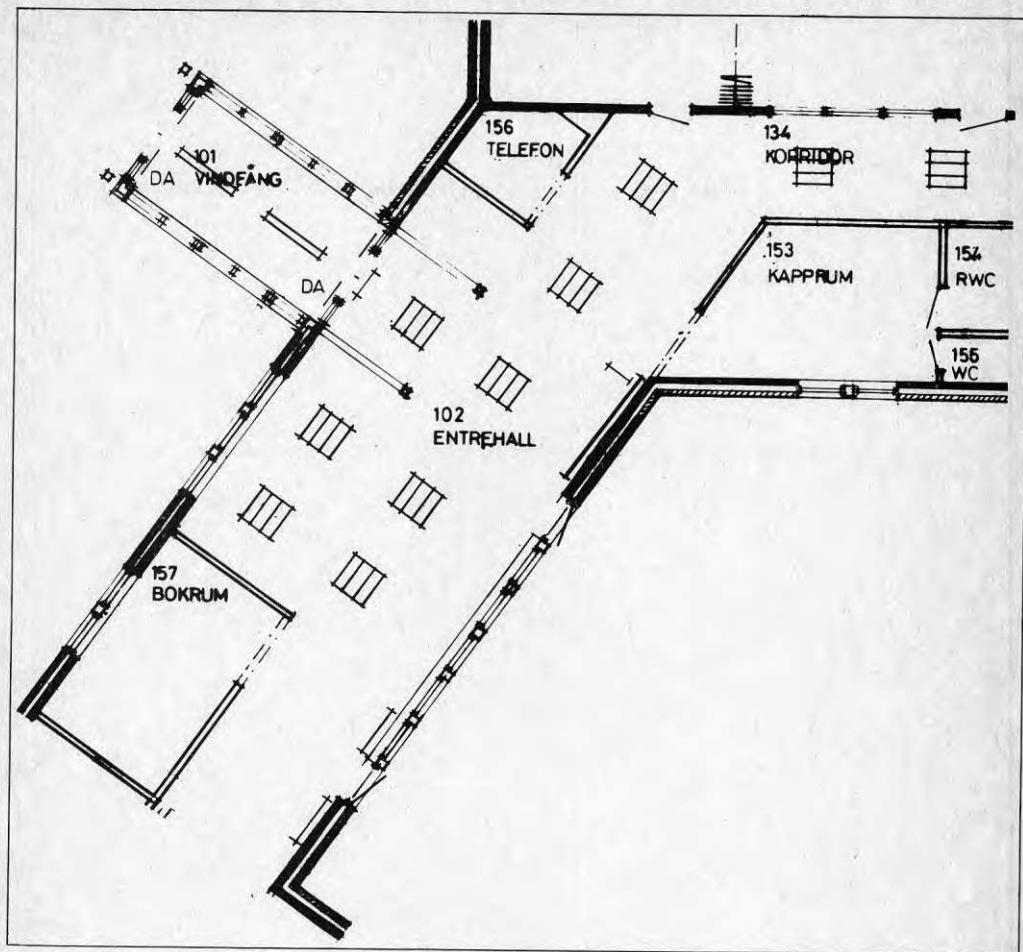 156
TELEFON
134
KORRIDOR
101
VINDFÅNG
DA
153
KAPPRUM
154
RWC
DA
155
WC
102
ENTREHALL
157
BOKRUM